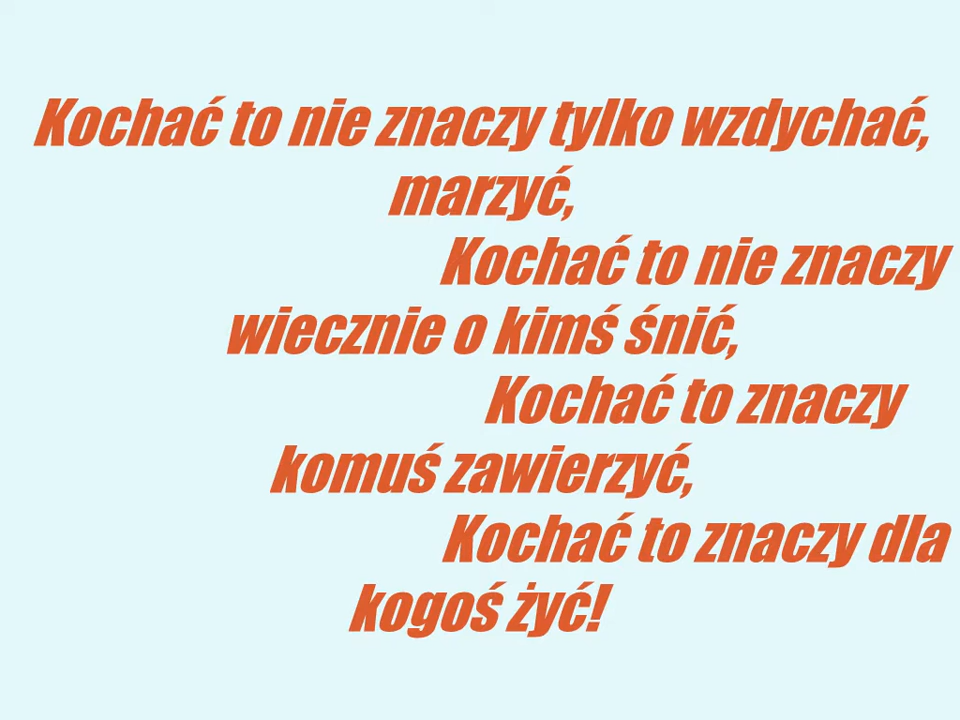 Kochać to nie znaczy tylko wzdychać,
marzyć,
Kochać to nie znaczy
wiecznie o kimś śnić,
Kochać to znaczy
komuś zawierzyć,
Kochać to znaczy dla
kogoś żyć!